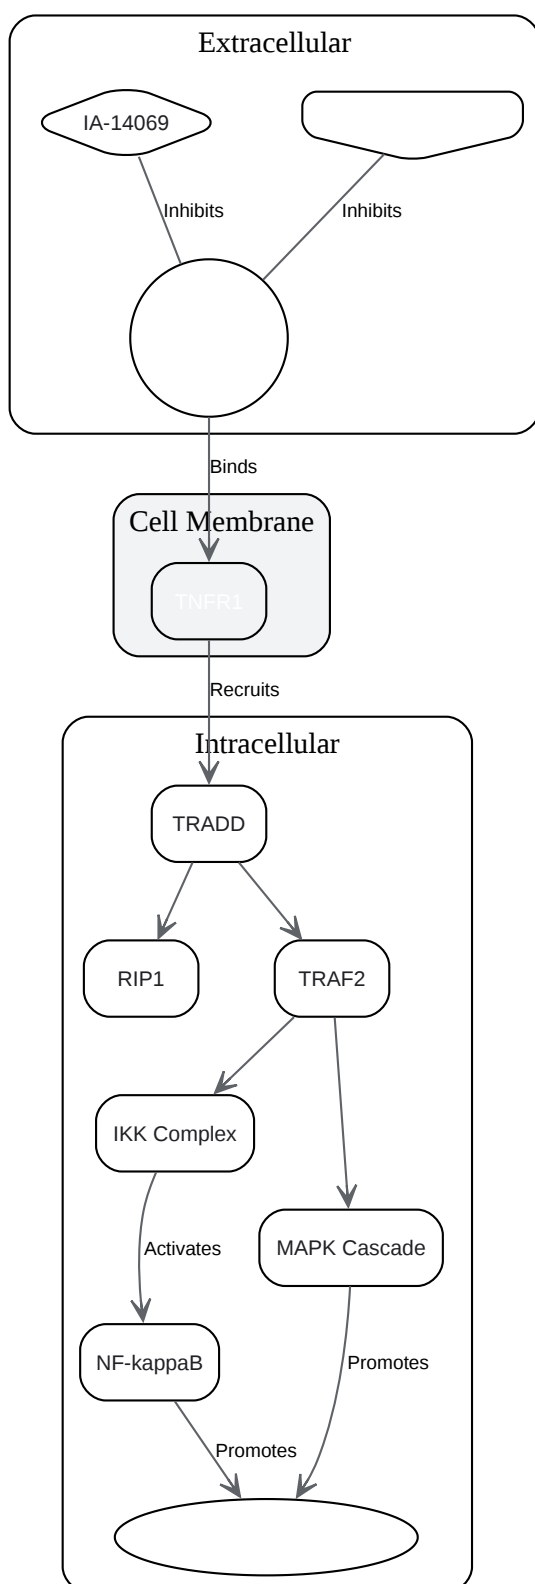 Extracellular
IA-14069
Inhibits
Inhibits
Binds
Cell Membrane
TNFR1
Recruits
Intracellular
TRADD
RIP1
TRAF2
IKK Complex
Activates
MAPK Cascade
NF-kappaB
Promotes
Promotes